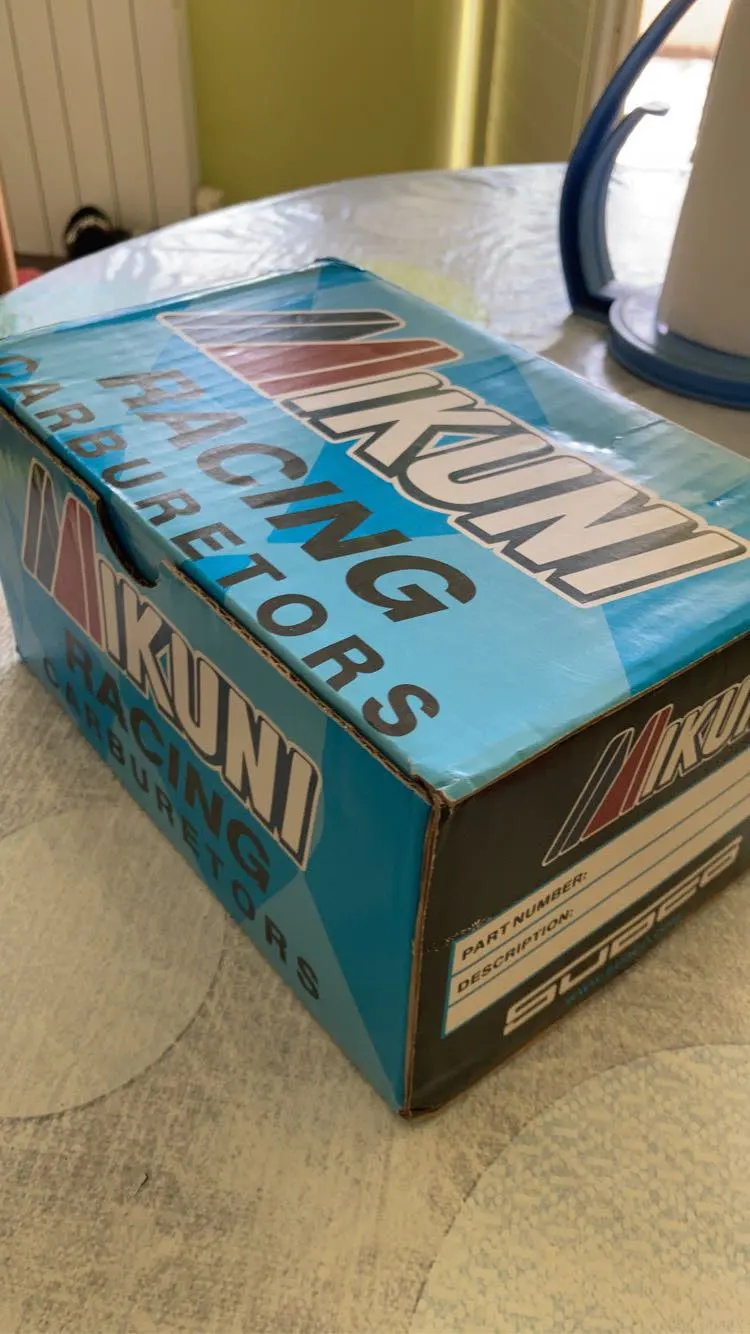 MIKUNI
RACING
CARBURETORS
MIKUNI
RACING
CARBURETORS
MIKUNI
PART NUMBER:
DESCRIPTION:
SUDCO